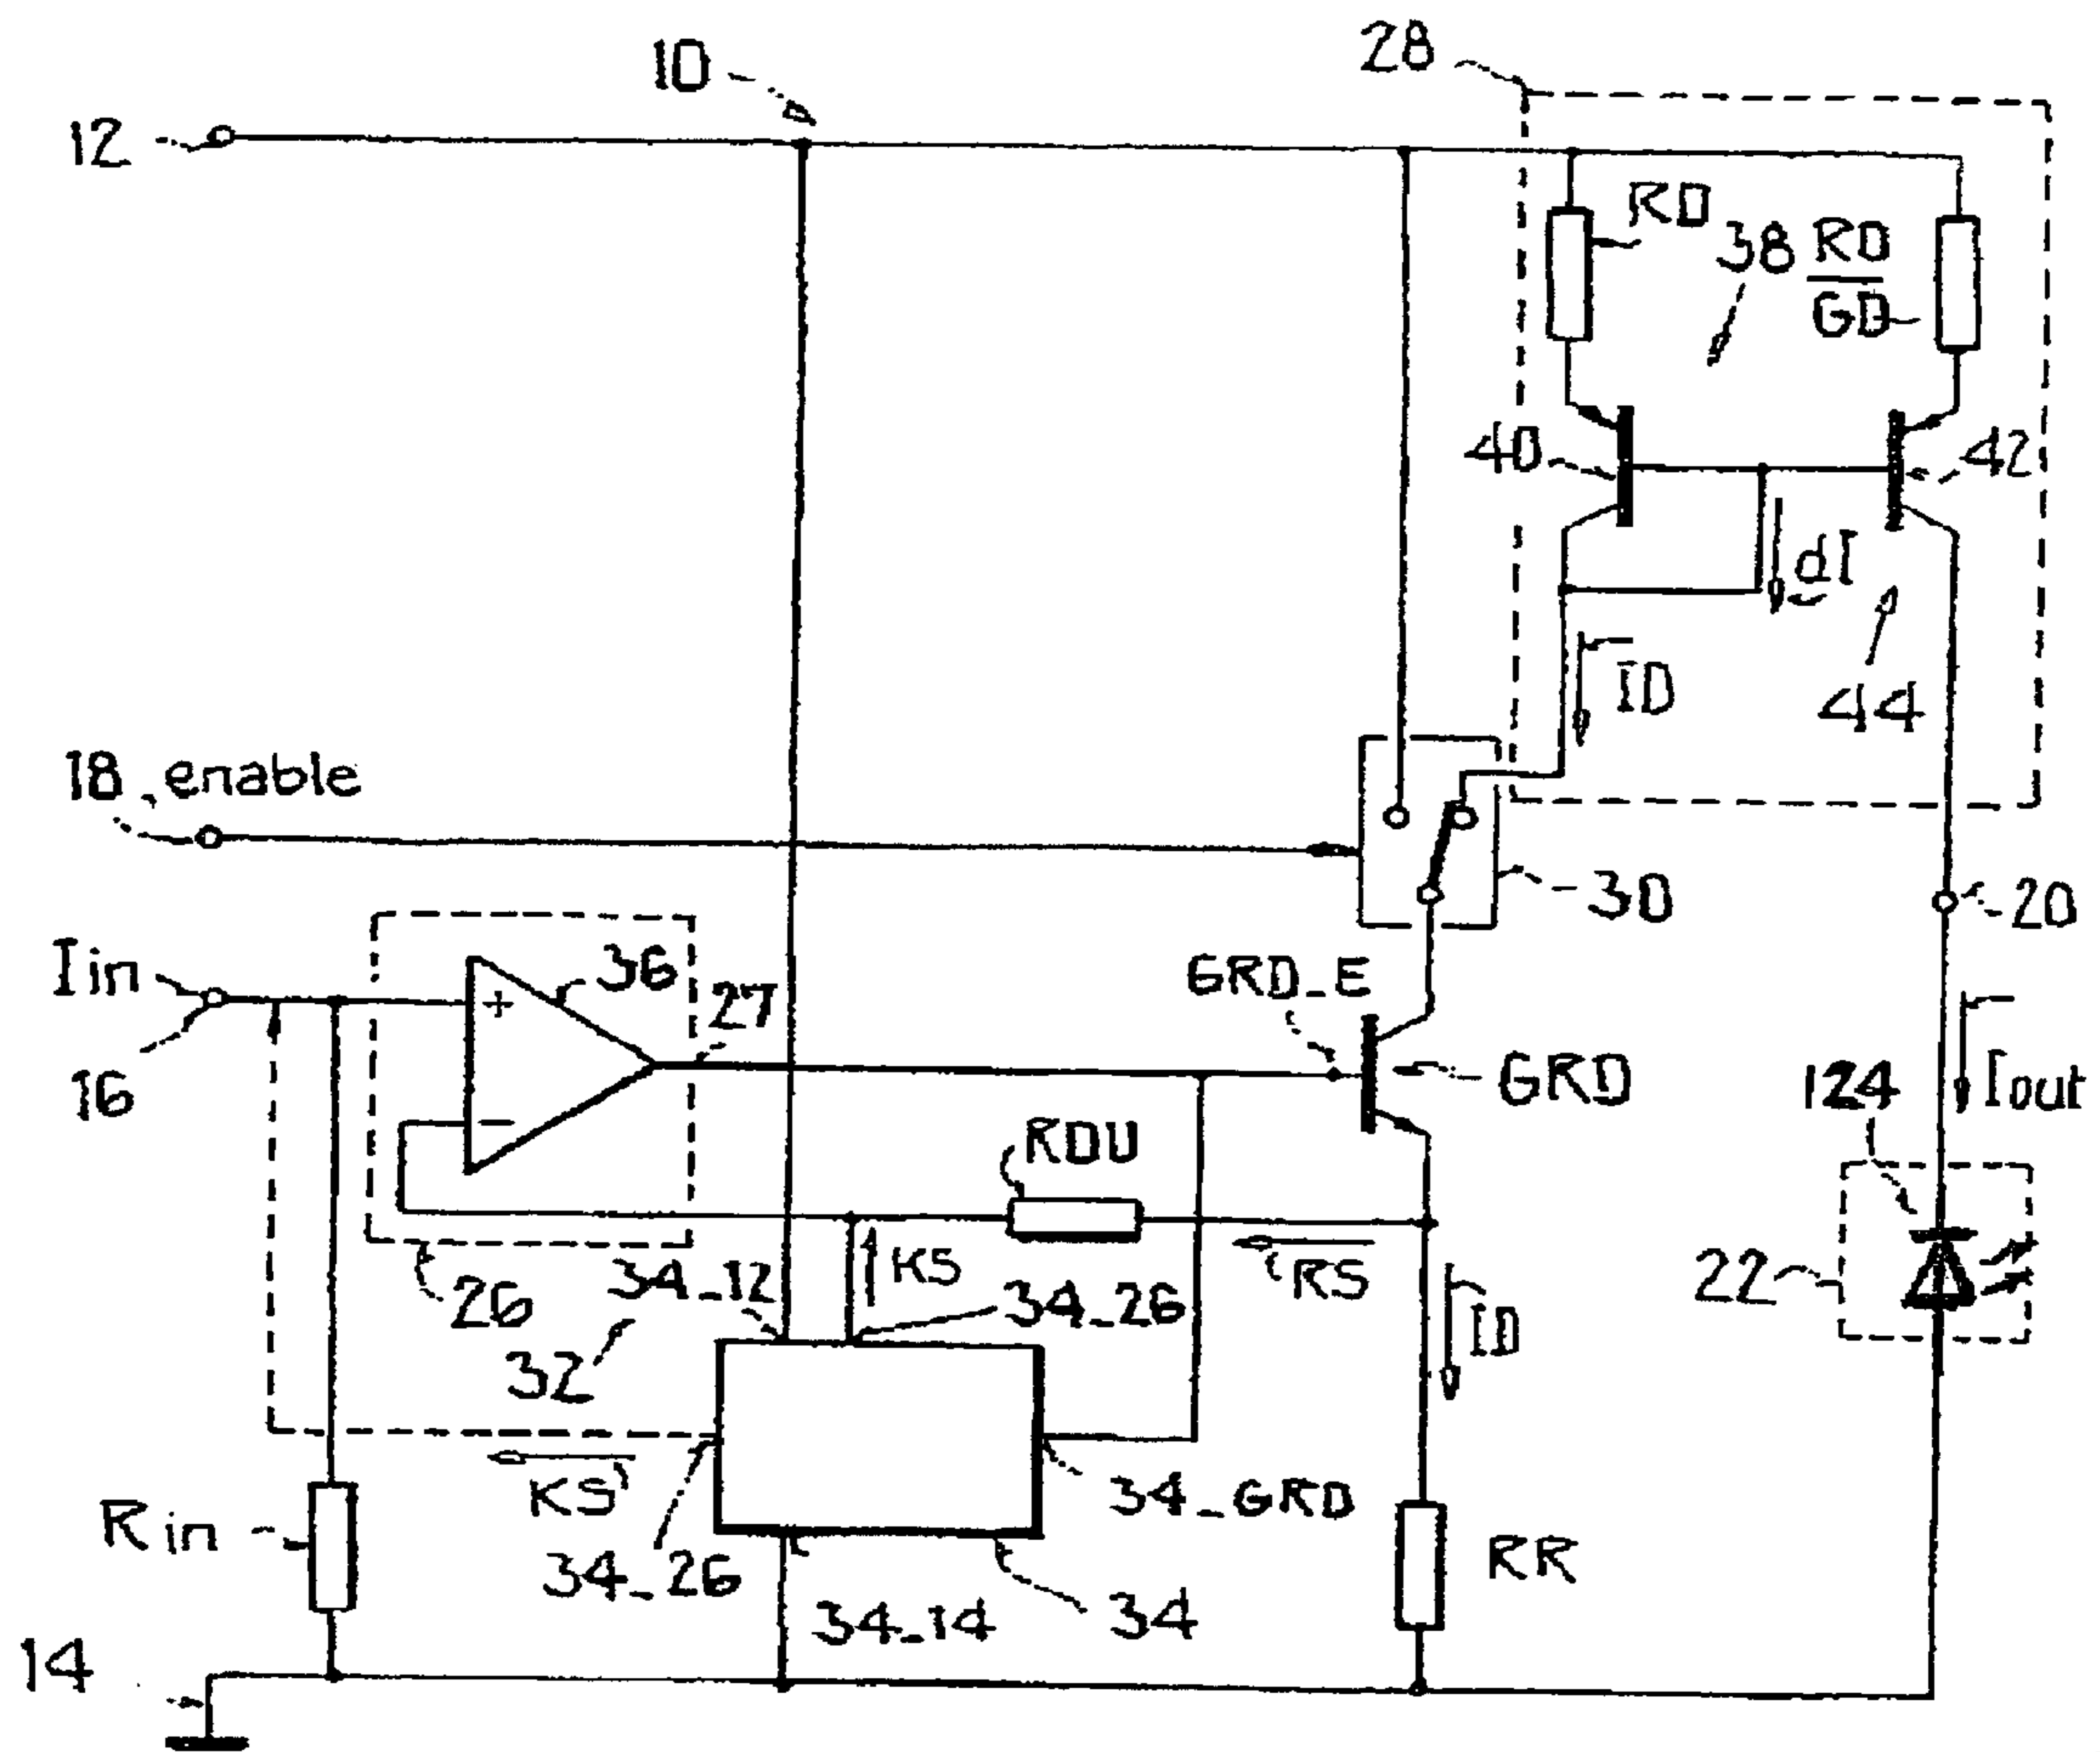 28
10
12
RD
38
RD
GD
40
42
dI
ID
44
18
enable
30
20
Iin
36
27
GRD_E
16
GRD
124
Iout
RDU
KS
RS
34_12
34_26
26
22
ID
32
KS'
34_GRD
Rin
RR
34_26
34_14
34
14
+
−